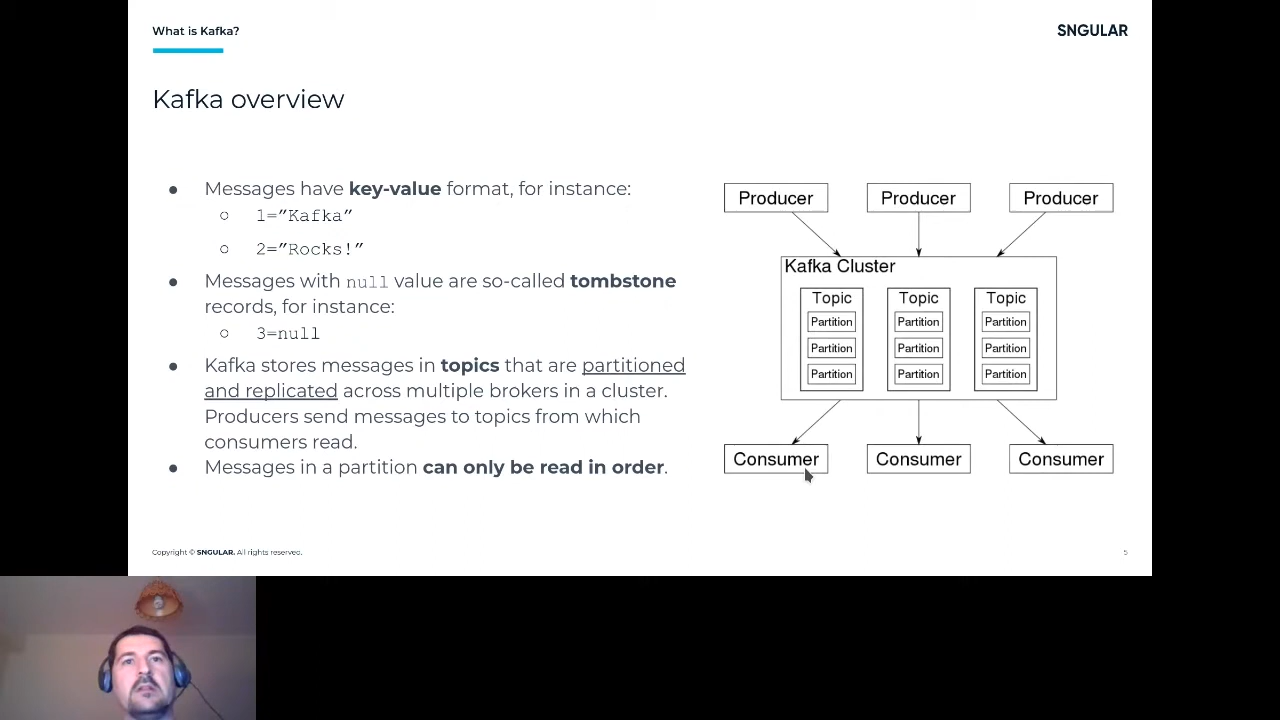 What is Kafka?
SNGULAR
Kafka overview
● Messages have key-value format, for instance:
○ 1=”Kafka”
○ 2=”Rocks!”
● Messages with null value are so-called tombstone
records, for instance:
○ 3=null
● Kafka stores messages in topics that are partitioned
and replicated across multiple brokers in a cluster.
Producers send messages to topics from which
consumers read.
● Messages in a partition can only be read in order.
Producer Producer Producer
Kafka Cluster
Topic Topic Topic
Partition Partition Partition
Partition Partition Partition
Partition Partition Partition
Consumer Consumer Consumer
Copyright © SNGULAR. All rights reserved.
5